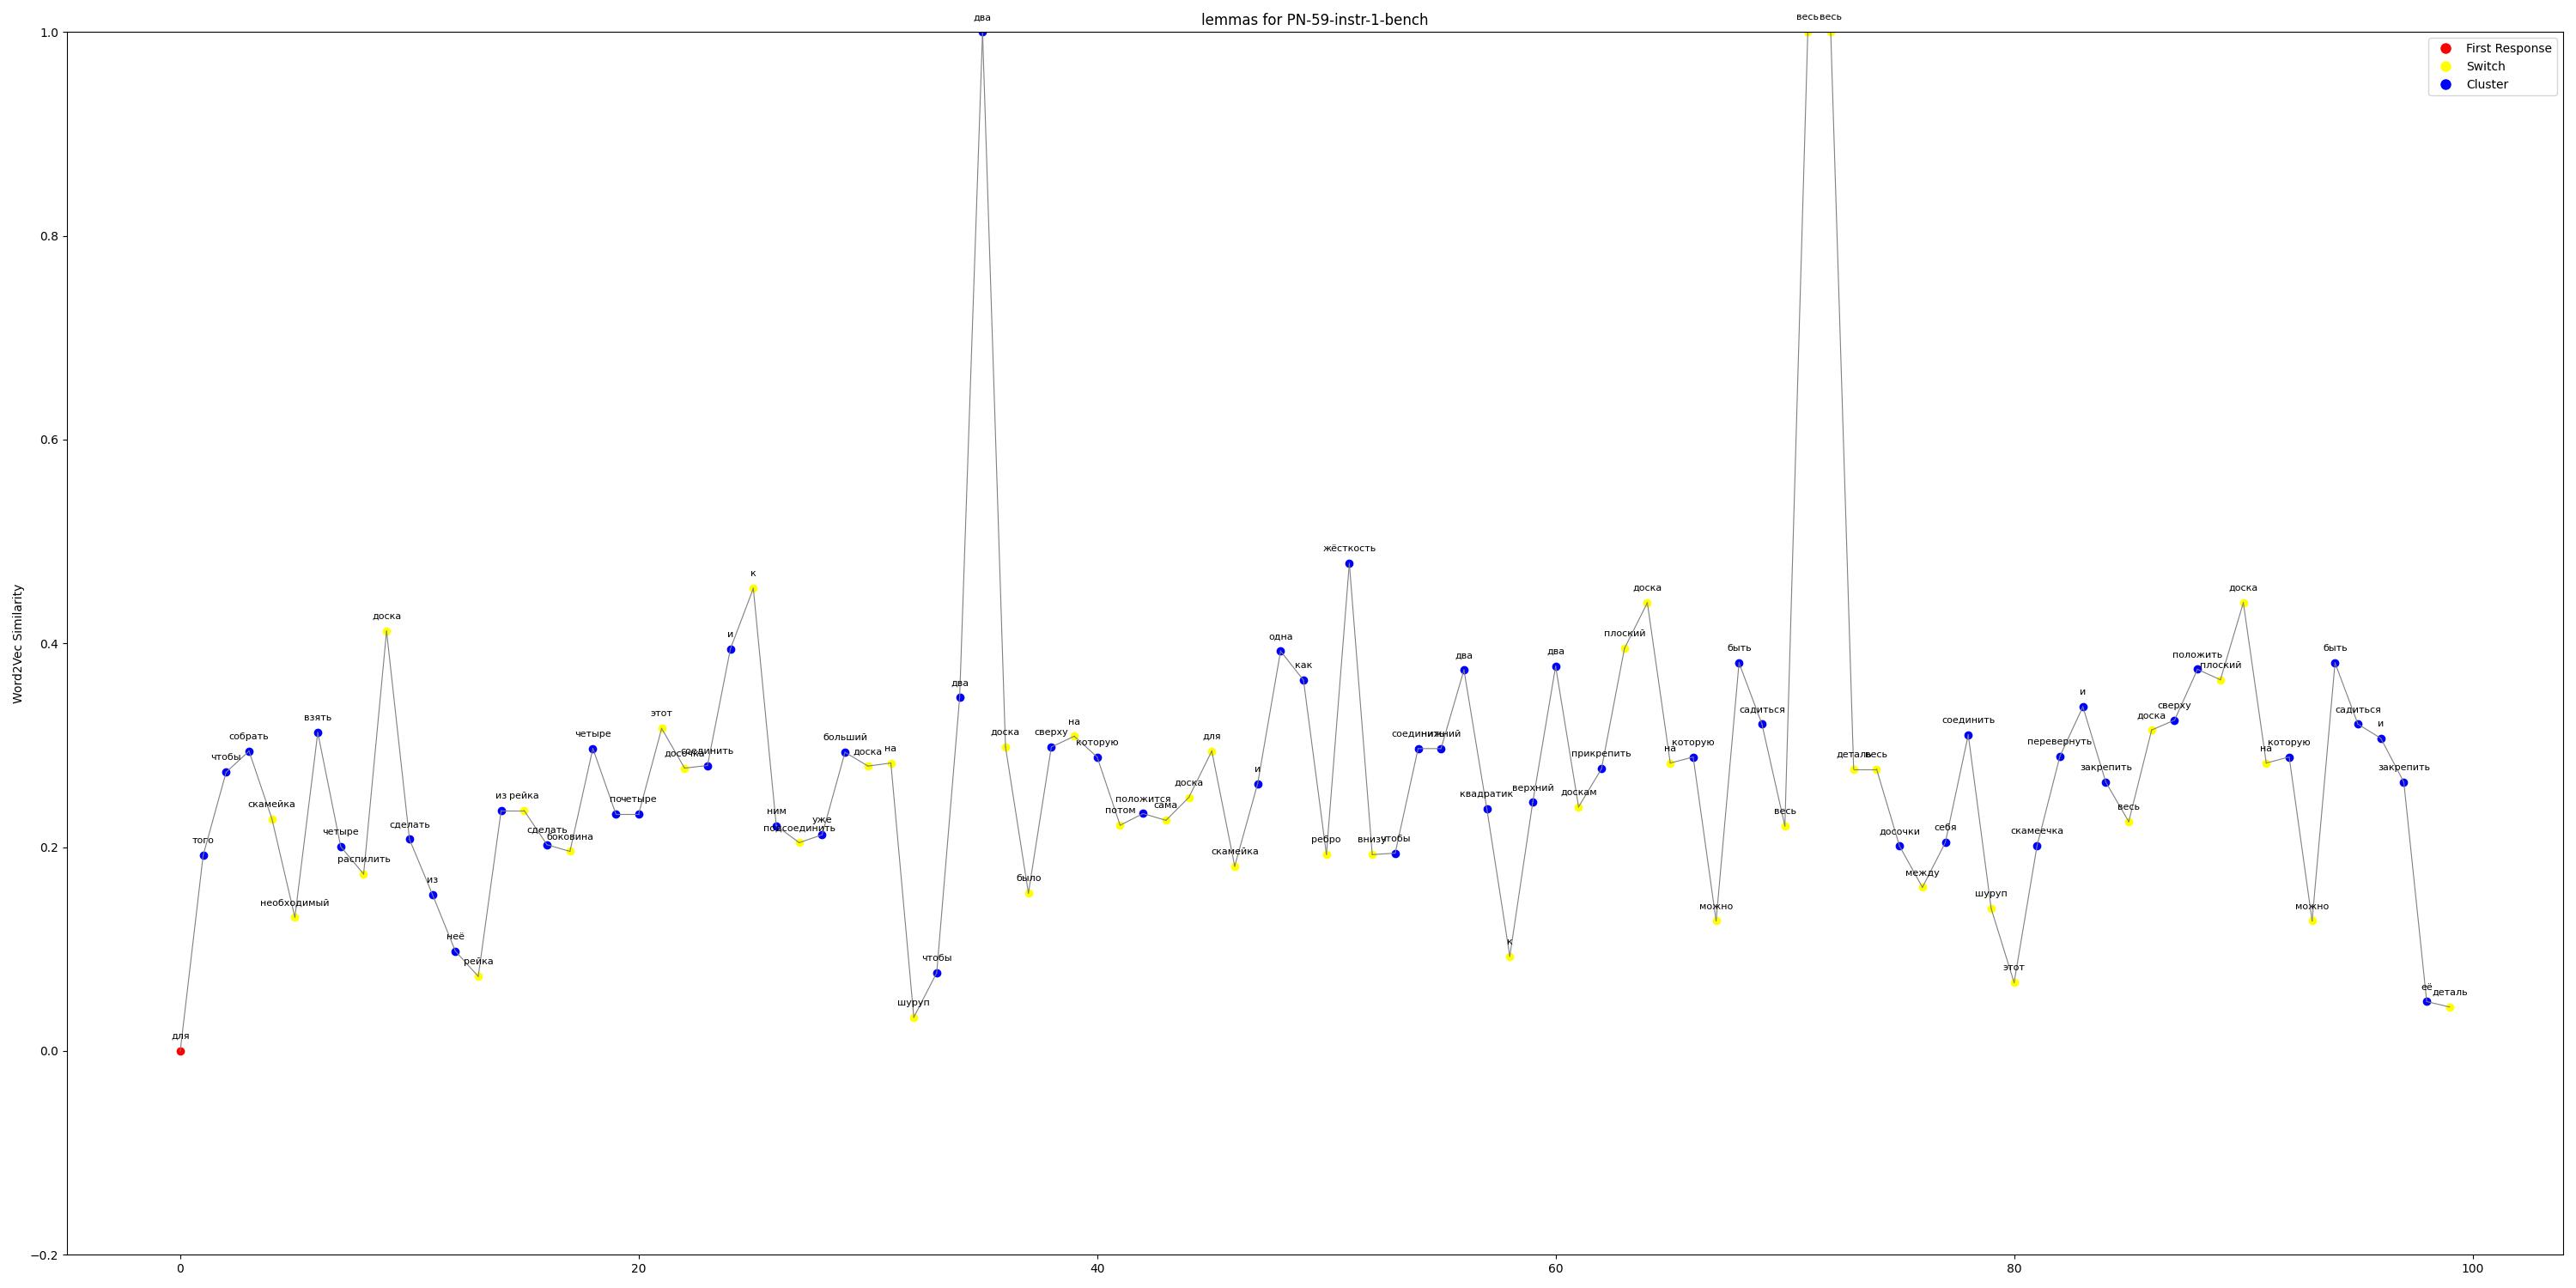 lemmas for PN-59-instr-1-bench
First Response
Switch
Cluster
Word2Vec Similarity
1.0
0.8
0.6
0.4
0.2
0.0
−0.2
0
20
40
60
80
100
для
того
чтобы
собрать
скамейка
необходимый
взять
четыре
распилить
доска
сделать
из
неё
рейка
из
рейка
сделать
боковина
четыре
по
четыре
этот
досочка
соединить
и
к
ним
подсоединить
уже
больший
доска
на
шуруп
чтобы
два
два
доска
было
сверху
на
которую
потом
положится
сама
доска
для
скамейка
и
одна
как
ребро
жёсткость
внизу
чтобы
соединить
нижний
два
квадратик
к
верхний
два
доскам
прикрепить
плоский
доска
на
которую
можно
быть
садиться
весь
весь
весь
деталь
весь
досочки
между
себя
соединить
шуруп
этот
скамеечка
перевернуть
и
закрепить
весь
доска
сверху
положить
плоский
доска
на
которую
можно
быть
садиться
и
закрепить
её
деталь